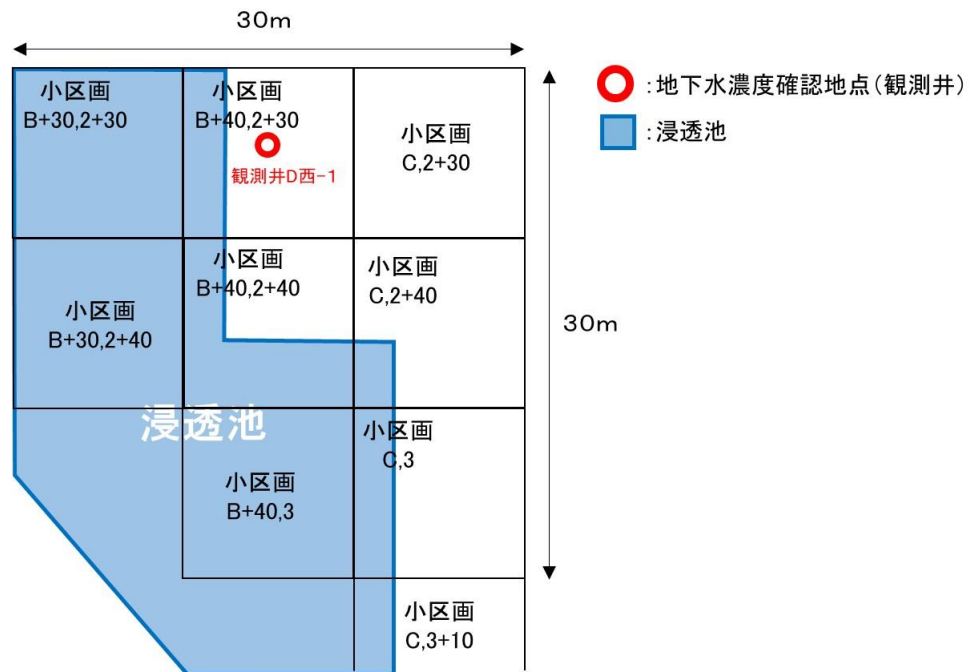 30m
小区画
B+30,2+30
小区画
B+40,2+30
観測井D西-1
小区画
C,2+30
:地下水濃度確認地点(観測井)
:浸透池
小区画
B+30,2+40
小区画
B+40,2+40
小区画
C,2+40
30m
浸透池
小区画
B+40,3
小区画
C,3
小区画
C,3+10